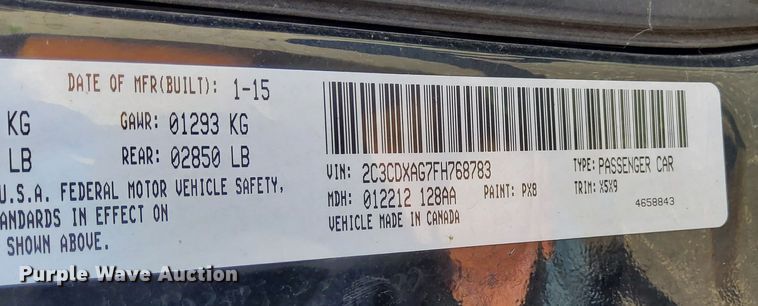 DATE OF MFR(BUILT): 1-15
KG GAWR: 01293 KG
LB REAR: 02850 LB
U.S.A. FEDERAL MOTOR VEHICLE SAFETY,
ANDARDS IN EFFECT ON
SHOWN ABOVE.
VIN: 2C3CDXAG7FH768783 TYPE: PASSENGER CAR
MDH: 012212 128AA PAINT: PX8 TRIM: X5X9
VEHICLE MADE IN CANADA 4658843
Purple Wave Auction